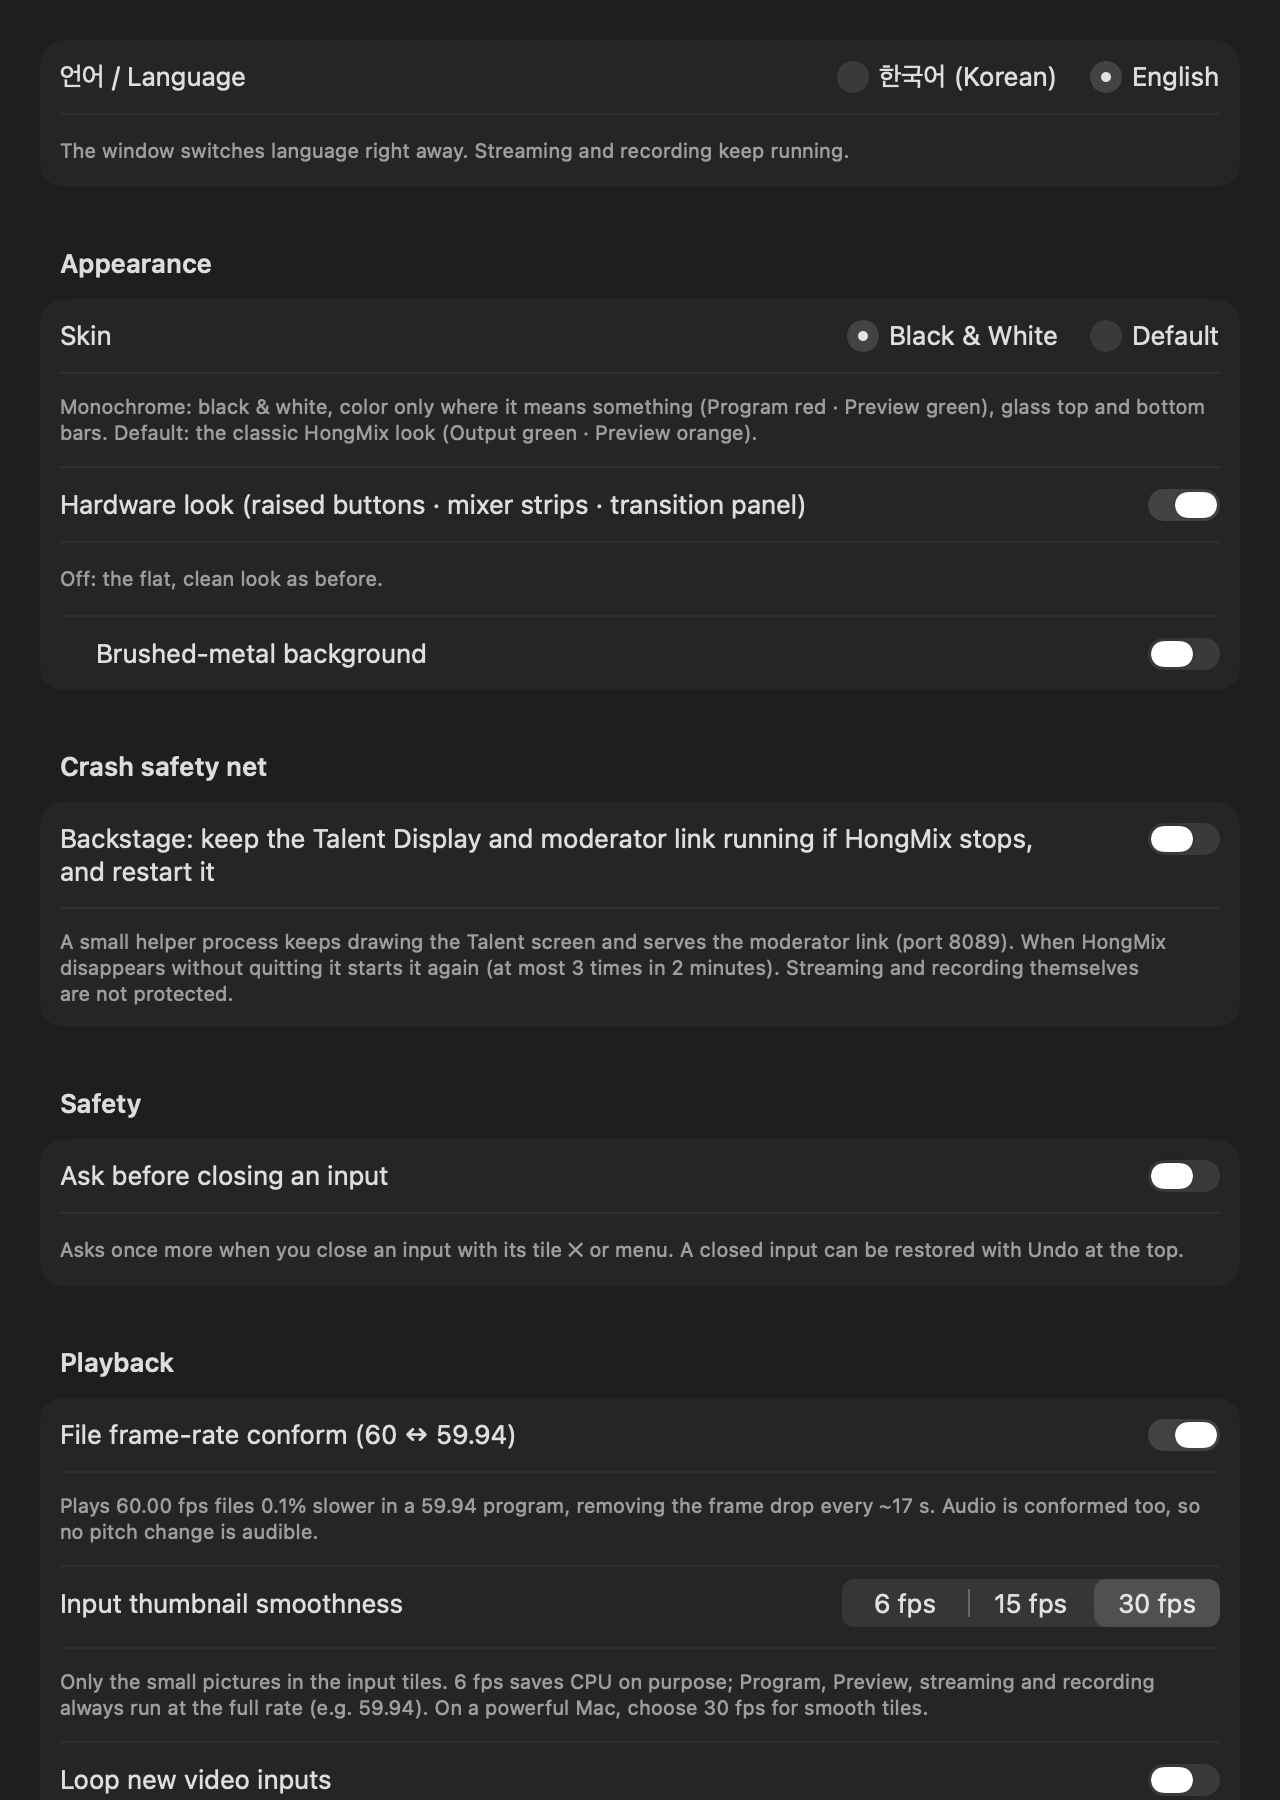 언어 / Language
한국어 (Korean)
English
The window switches language right away. Streaming and recording keep running.
Appearance
Skin
Black & White
Default
Monochrome: black & white, color only where it means something (Program red · Preview green), glass top and bottom
bars. Default: the classic HongMix look (Output green · Preview orange).
Hardware look (raised buttons · mixer strips · transition panel)
Off: the flat, clean look as before.
Brushed-metal background
Crash safety net
Backstage: keep the Talent Display and moderator link running if HongMix stops,
and restart it
A small helper process keeps drawing the Talent screen and serves the moderator link (port 8089). When HongMix
disappears without quitting it starts it again (at most 3 times in 2 minutes). Streaming and recording themselves
are not protected.
Safety
Ask before closing an input
Asks once more when you close an input with its tile ✕ or menu. A closed input can be restored with Undo at the top.
Playback
File frame-rate conform (60 ↔ 59.94)
Plays 60.00 fps files 0.1% slower in a 59.94 program, removing the frame drop every ~17 s. Audio is conformed too, so
no pitch change is audible.
Input thumbnail smoothness
6 fps
15 fps
30 fps
Only the small pictures in the input tiles. 6 fps saves CPU on purpose; Program, Preview, streaming and recording
always run at the full rate (e.g. 59.94). On a powerful Mac, choose 30 fps for smooth tiles.
Loop new video inputs